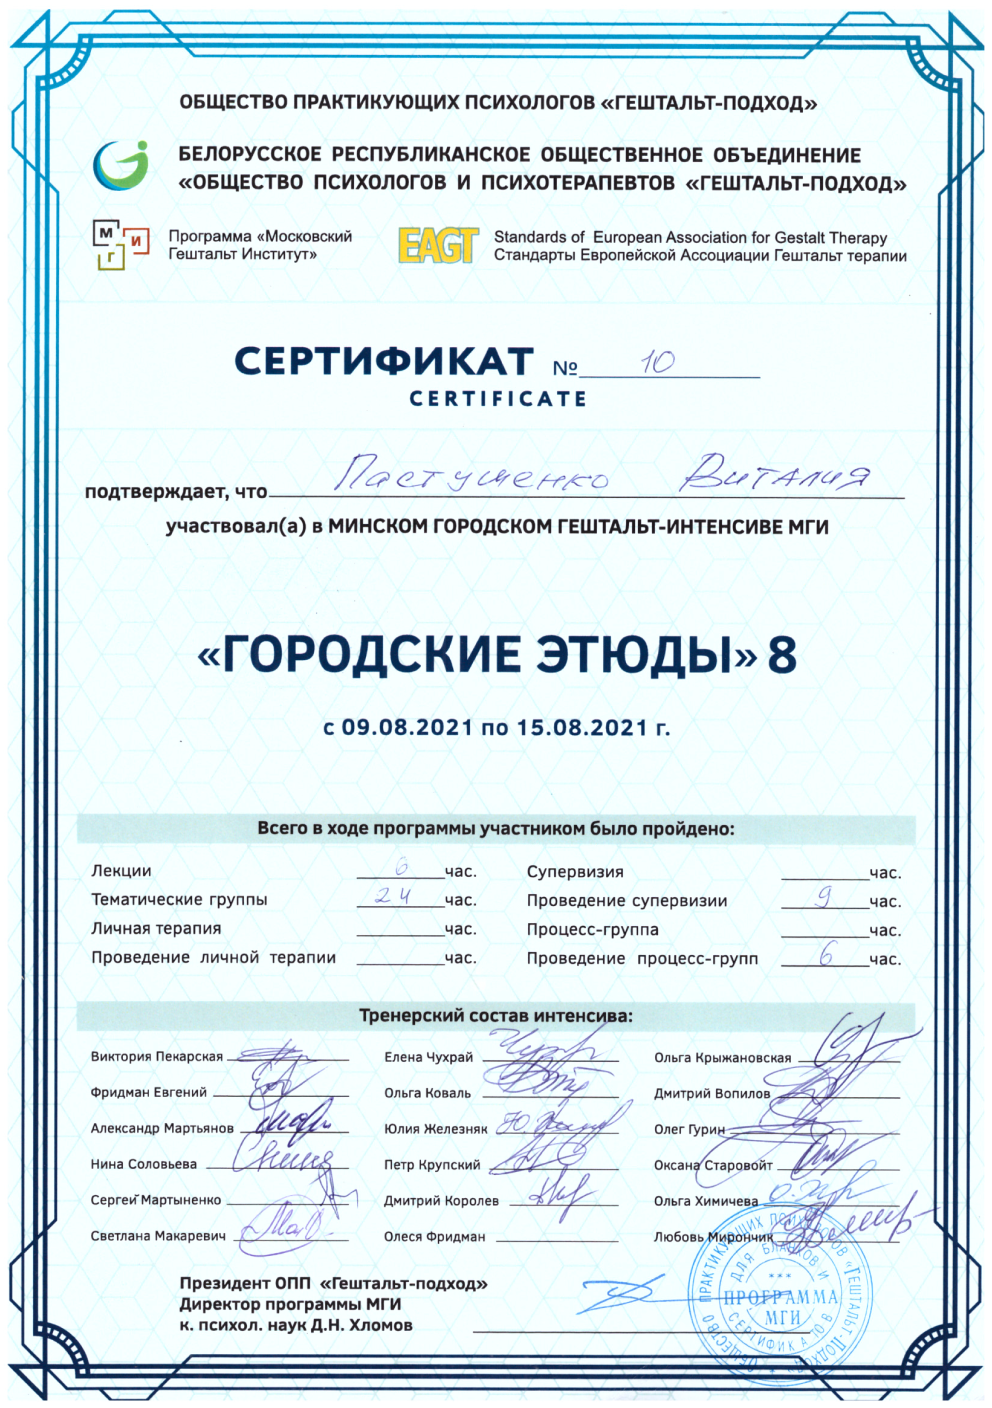 ОБЩЕСТВО ПРАКТИКУЮЩИХ ПСИХОЛОГОВ «ГЕШТАЛЬТ-ПОДХОД»
БЕЛОРУССКОЕ РЕСПУБЛИКАНСКОЕ ОБЩЕСТВЕННОЕ ОБЪЕДИНЕНИЕ
«ОБЩЕСТВО ПСИХОЛОГОВ И ПСИХОТЕРАПЕВТОВ «ГЕШТАЛЬТ-ПОДХОД»
М И Г
Программа «Московский
Гештальт Институт»
EAGT
Standards of European Association for Gestalt Therapy
Стандарты Европейской Ассоциации Гештальт терапии
СЕРТИФИКАТ № 10
CERTIFICATE
подтверждает, что Пастушенко Виталия
участвовал(а) в МИНСКОМ ГОРОДСКОМ ГЕШТАЛЬТ-ИНТЕНСИВЕ МГИ
«ГОРОДСКИЕ ЭТЮДЫ» 8
с 09.08.2021 по 15.08.2021 г.
Всего в ходе программы участником было пройдено:
Лекции 6 час. Супервизия час.
Тематические группы 24 час. Проведение супервизии 9 час.
Личная терапия час. Процесс-группа час.
Проведение личной терапии час. Проведение процесс-групп 6 час.
Тренерский состав интенсива:
Виктория Пекарская Елена Чухрай Ольга Крыжановская
Фридман Евгений Ольга Коваль Дмитрий Вопилов
Александр Мартьянов Юлия Железняк Олег Гурин
Нина Соловьева Петр Крупский Оксана Старовойт
Сергей Мартыненко Дмитрий Королев Ольга Химичева
Светлана Макаревич Олеся Фридман Любовь Мирончик
Президент ОПП «Гештальт-подход»
Директор программы МГИ
к. психол. наук Д.Н. Хломов
ОБЩЕСТВО ПРАКТИКУЮЩИХ ПСИХОЛОГОВ «ГЕШТАЛЬТ-ПОДХОД»
ДЛЯ БЛАНКОВ И СЕРТИФИКАТОВ
ПРОГРАММА
МГИ